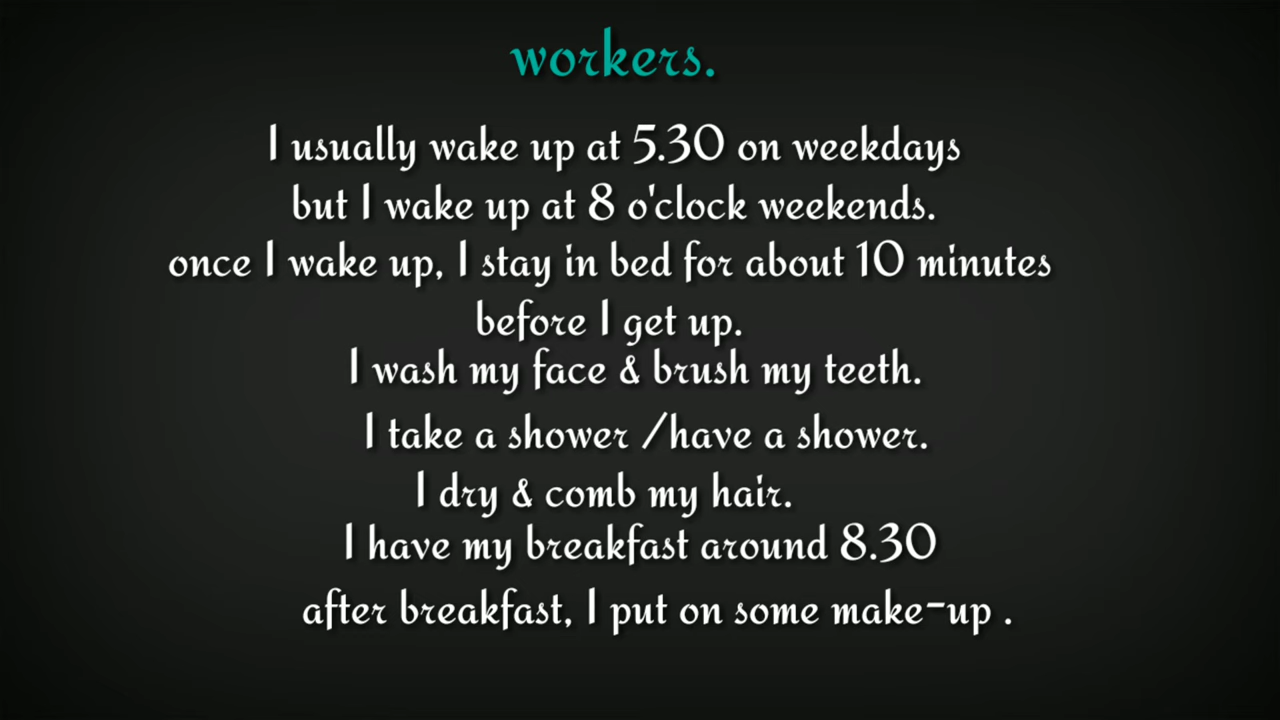 workers.
I usually wake up at 5.30 on weekdays
but I wake up at 8 o'clock weekends.
once I wake up, I stay in bed for about 10 minutes
before I get up.
I wash my face & brush my teeth.
I take a shower /have a shower.
I dry & comb my hair.
I have my breakfast around 8.30
after breakfast, I put on some make-up .